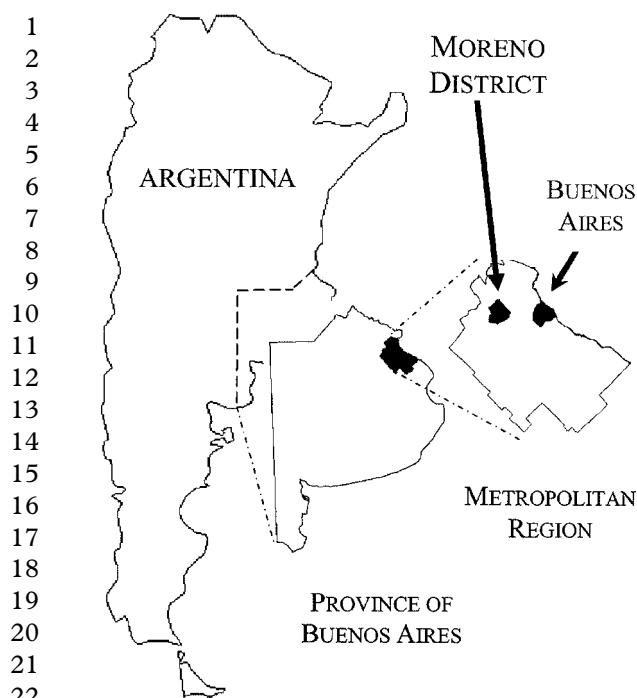 1
2
3
4
5
6
7
8
9
10
11
12
13
14
15
16
17
18
19
20
21
22
MORENO
DISTRICT
ARGENTINA
BUENOS
AIRES
METROPOLITAN
REGION
PROVINCE OF
BUENOS AIRES